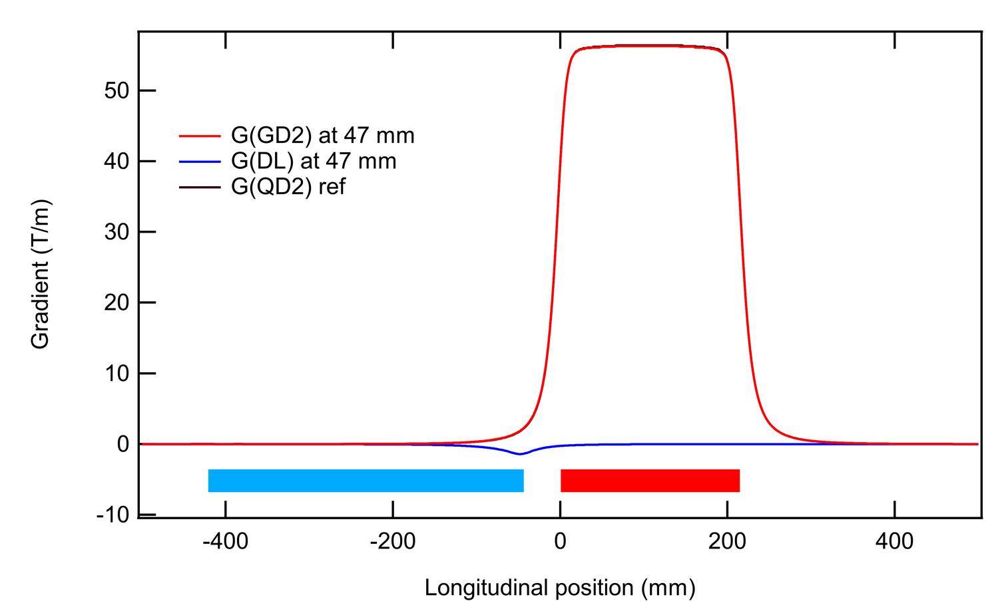 50
40
30
20
10
0
-10
Gradient (T/m)
G(GD2) at 47 mm
G(DL) at 47 mm
G(QD2) ref
-400 -200 0 200 400
Longitudinal position (mm)